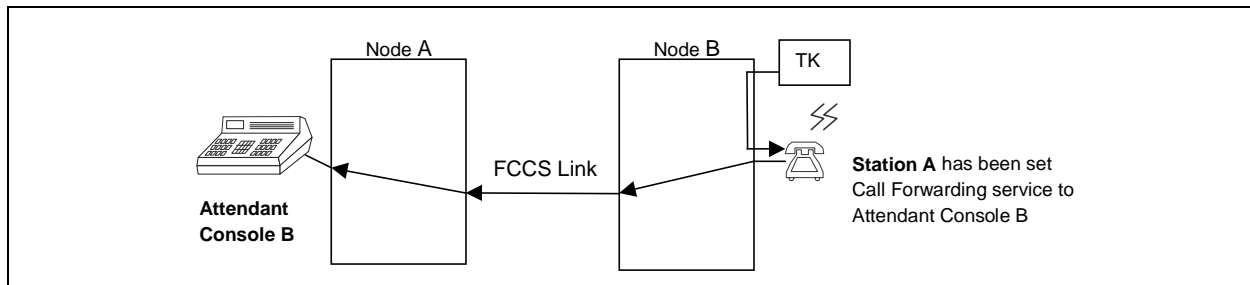 Node A
Node B
TK
FCCS Link
Station A has been set
Call Forwarding service to
Attendant Console B
Attendant
Console B